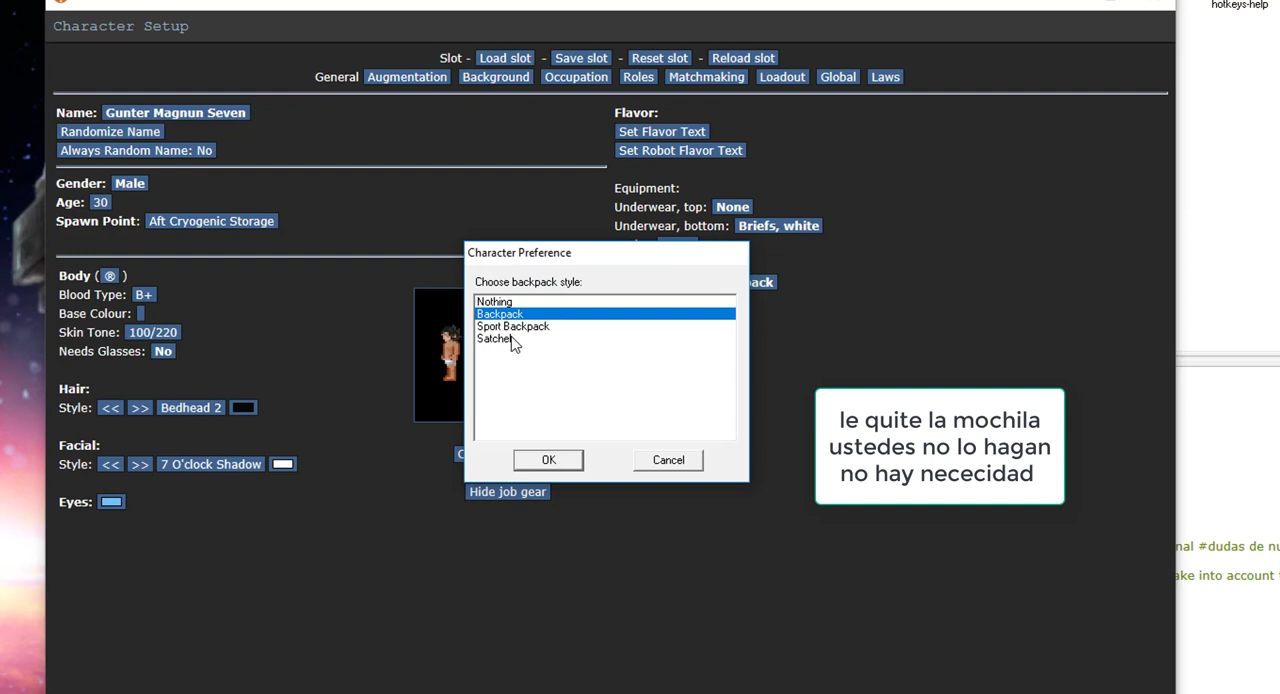 hotkeys-help
Character Setup
Slot - Load slot - Save slot - Reset slot - Reload slot
General Augmentation Background Occupation Roles Matchmaking Loadout Global Laws
Name: Gunter Magnun Seven
Randomize Name
Always Random Name: No
Gender: Male
Age: 30
Spawn Point: Aft Cryogenic Storage
Body (® )
Blood Type: B+
Base Colour:
Skin Tone: 100/220
Needs Glasses: No
Hair:
Style: << >> Bedhead 2
Facial:
Style: << >> 7 O'clock Shadow
Eyes:
Flavor:
Set Flavor Text
Set Robot Flavor Text
Equipment:
Underwear, top: None
Underwear, bottom: Briefs, white
ack
Character Preference
Choose backpack style:
Nothing
Backpack
Sport Backpack
Satchel
OK Cancel
C
Hide job gear
le quite la mochila
ustedes no lo hagan
no hay nececidad
nal #dudas de nu
ake into account